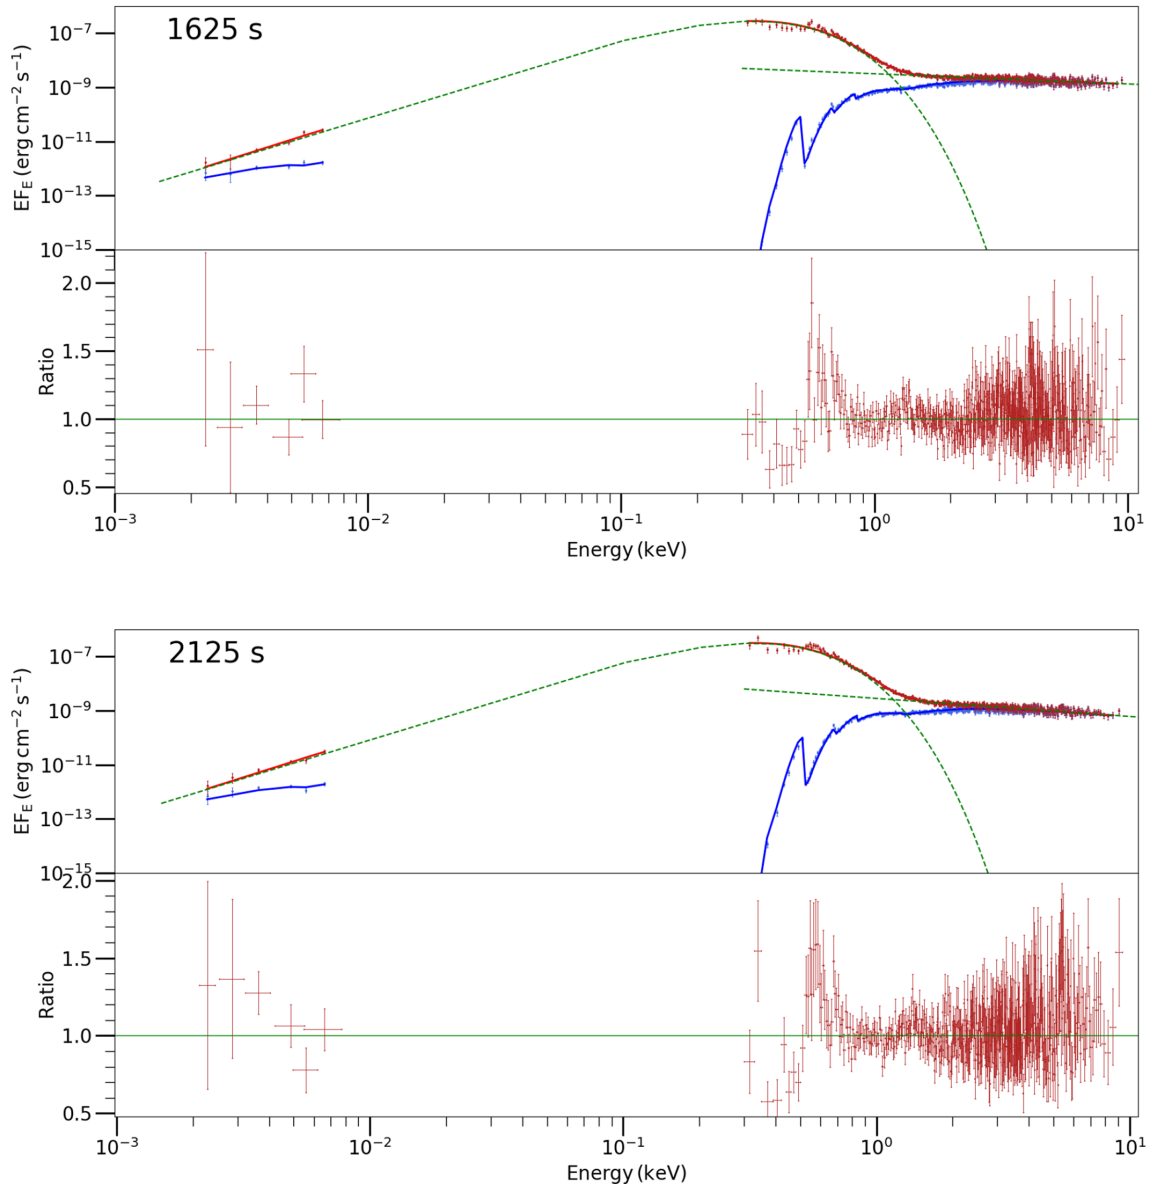 1625 s
EF_E (erg cm⁻² s⁻¹)
10⁻⁷
10⁻⁹
10⁻¹¹
10⁻¹³
10⁻¹⁵
Ratio
2.0
1.5
1.0
0.5
10⁻³ 10⁻² 10⁻¹ 10⁰ 10¹
Energy (keV)
2125 s
EF_E (erg cm⁻² s⁻¹)
10⁻⁷
10⁻⁹
10⁻¹¹
10⁻¹³
10⁻¹⁵
Ratio
2.0
1.5
1.0
0.5
10⁻³ 10⁻² 10⁻¹ 10⁰ 10¹
Energy (keV)